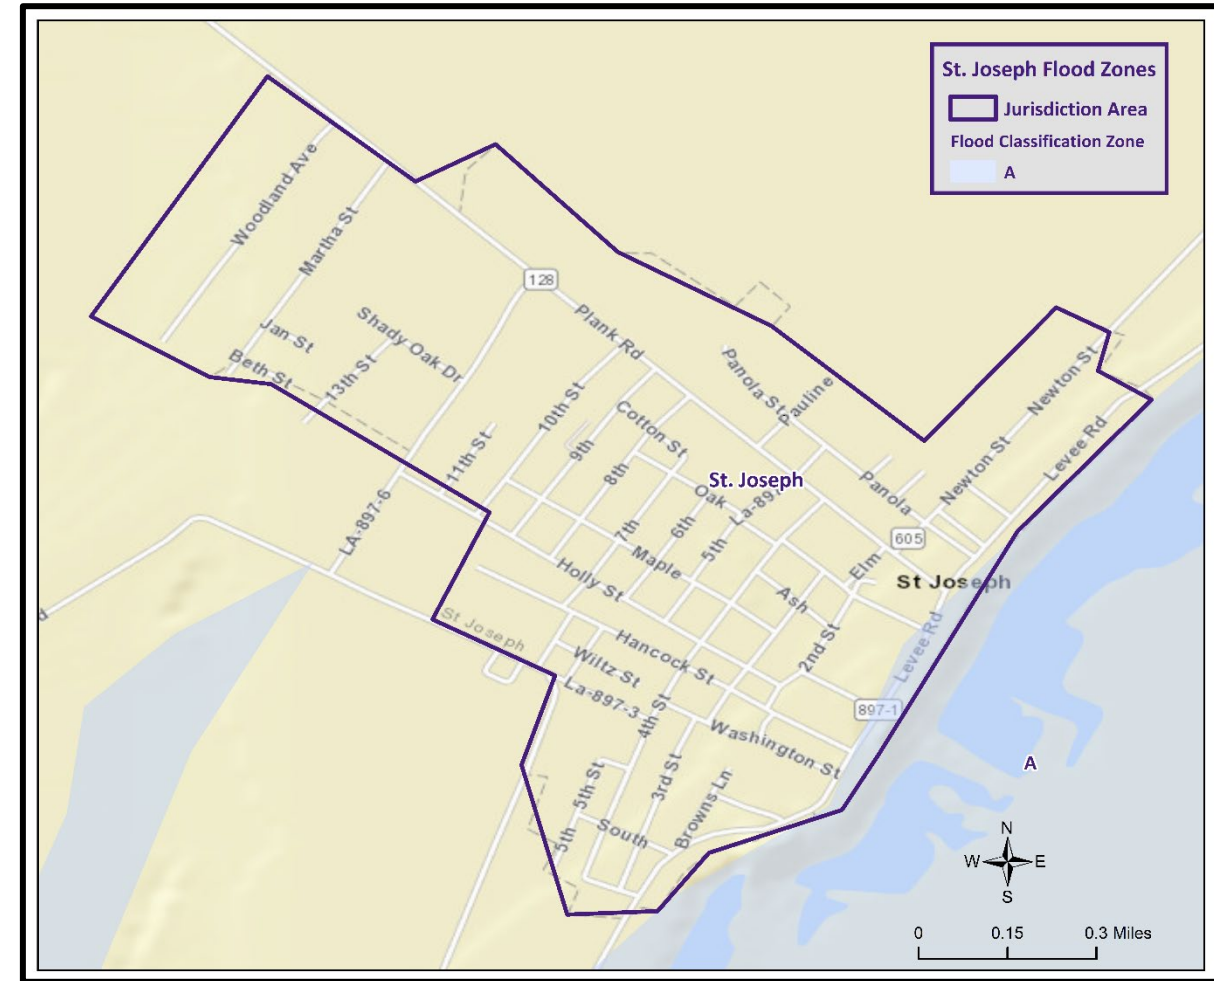 St. Joseph Flood Zones
Jurisdiction Area
Flood Classification Zone
A
Woodland Ave
Martha St
128
Plank Rd
Shady Oak Dr
Jan St
13th St
Beth St
Newton St
Panola St
Pauline
Levee Rd
10th St
Cotton St
9th
11th St
8th
St. Joseph
Oak
La-897
Panola
Newton St
LA-897-6
7th
6th
5th
605
Maple
Elm
Holly St
Ash
St Joseph
St Joseph
Hancock St
2nd St
Levee Rd
Wiltz St
La-897-3
4th St
897-1
Washington St
A
5th St
3rd St
Browns Ln
5th
South
N
W
E
S
0
0.15
0.3 Miles